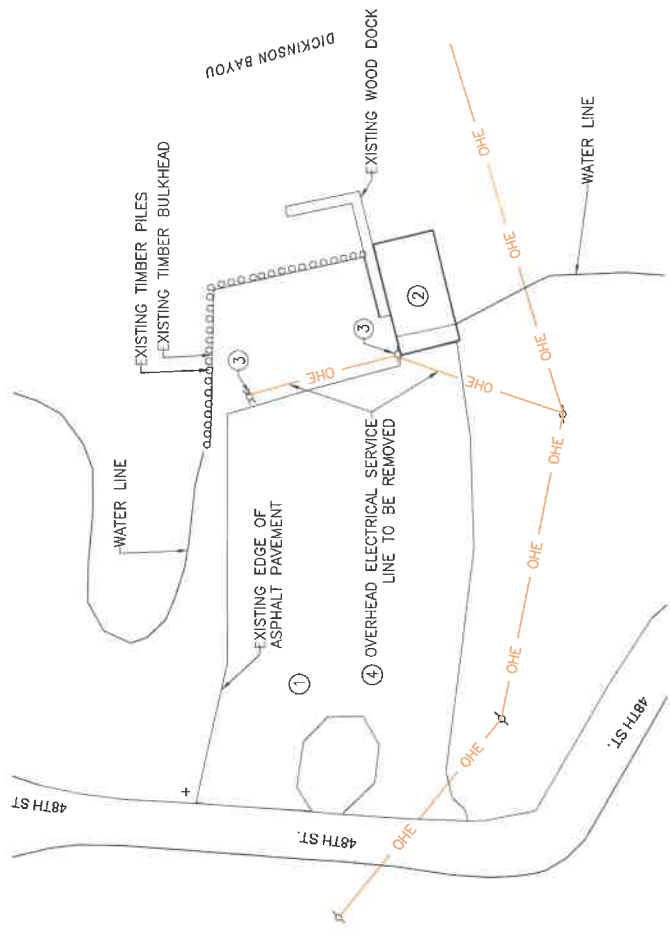 DICKINSON BAYOU
EXISTING TIMBER PILES
EXISTING TIMBER BULKHEAD
EXISTING WOOD DOCK
WATER LINE
WATER LINE
EXISTING EDGE OF
ASPHALT PAVEMENT
① 
②
③
③
④ OVERHEAD ELECTRICAL SERVICE
LINE TO BE REMOVED
OHE
OHE
OHE
OHE
OHE
OHE
OHE
OHE
OHE
48TH ST
48TH ST.
48TH ST.